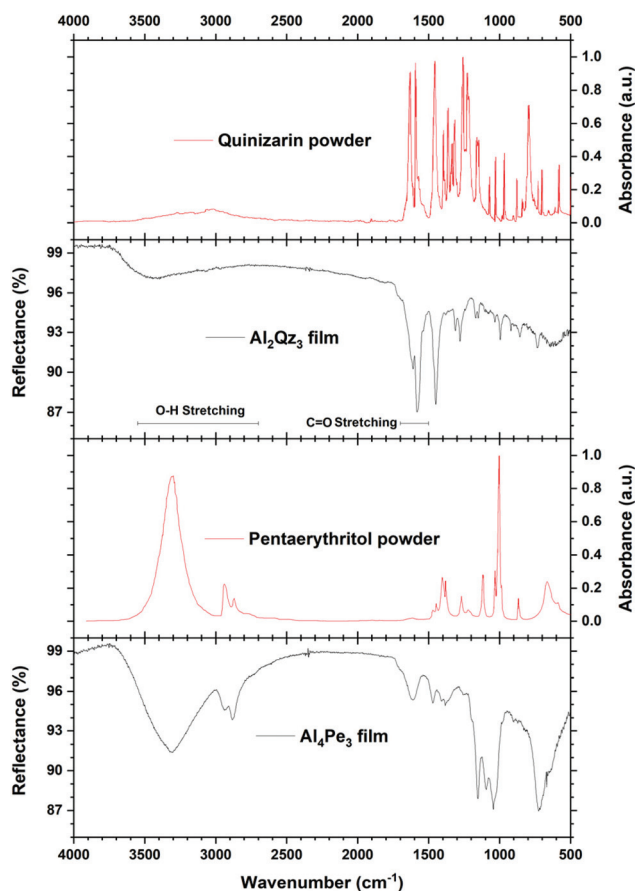 4000 3500 3000 2500 2000 1500 1000 500
1.0
0.8
0.6
0.4
0.2
0.0
Absorbance (a.u.)
Quinizarin powder
99
96
93
90
87
Reflectance (%)
Al₂Qz₃ film
O-H Stretching
C=O Stretching
1.0
0.8
0.6
0.4
0.2
0.0
Absorbance (a.u.)
Pentaerythritol powder
99
96
93
90
87
Reflectance (%)
Al₄Pe₃ film
4000 3500 3000 2500 2000 1500 1000 500
Wavenumber (cm⁻¹)